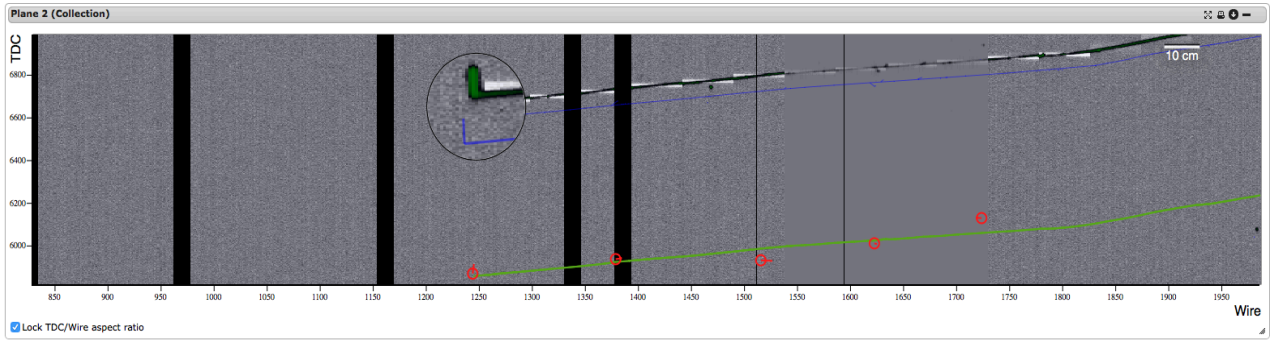 Plane 2 (Collection)
TDC
6800
6600
6400
6200
6000
10 cm
850 900 950 1000 1050 1100 1150 1200 1250 1300 1350 1400 1450 1500 1550 1600 1650 1700 1750 1800 1850 1900 1950
Wire
Lock TDC/Wire aspect ratio